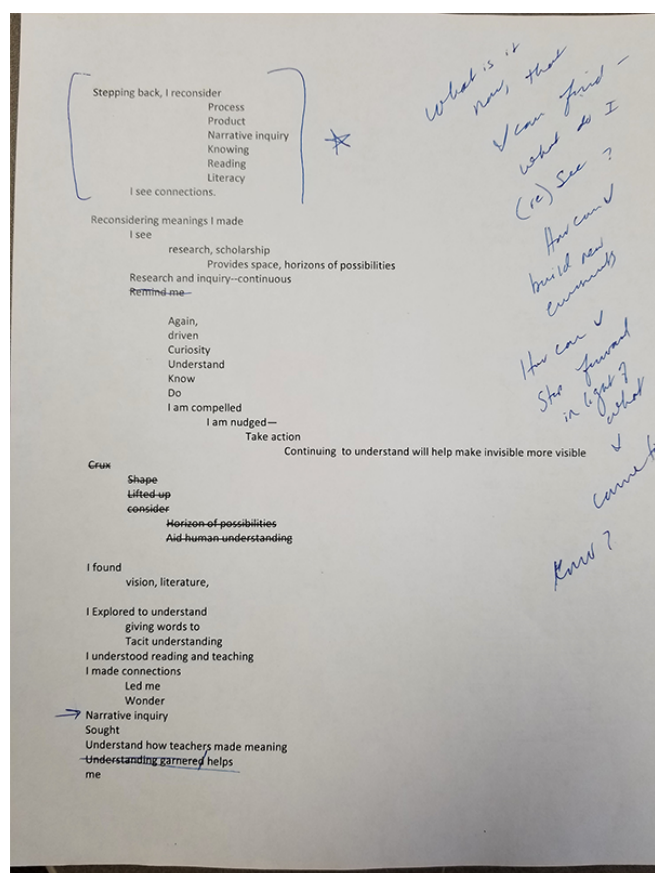 Stepping back, I reconsider
Process
Product
Narrative inquiry
Knowing
Reading
Literacy
I see connections.
Reconsidering meanings I made
I see
research, scholarship
Provides space, horizons of possibilities
Research and inquiry--continuous
Remind me
Again,
driven
Curiosity
Understand
Know
Do
I am compelled
I am nudged—
Take action
Continuing to understand will help make invisible more visible
Crux
Shape
Lifted up
consider
Horizon of possibilities
Aid human understanding
I found
vision, literature,
I Explored to understand
giving words to
Tacit understanding
I understood reading and teaching
I made connections
Led me
Wonder
Narrative inquiry
Sought
Understand how teachers made meaning
Understanding garnered helps
me
What is it
now, that
I can find –
what do I
(re) See ?
How can I
build new
How can I
Step forward
in light of
what
I
came to
know?